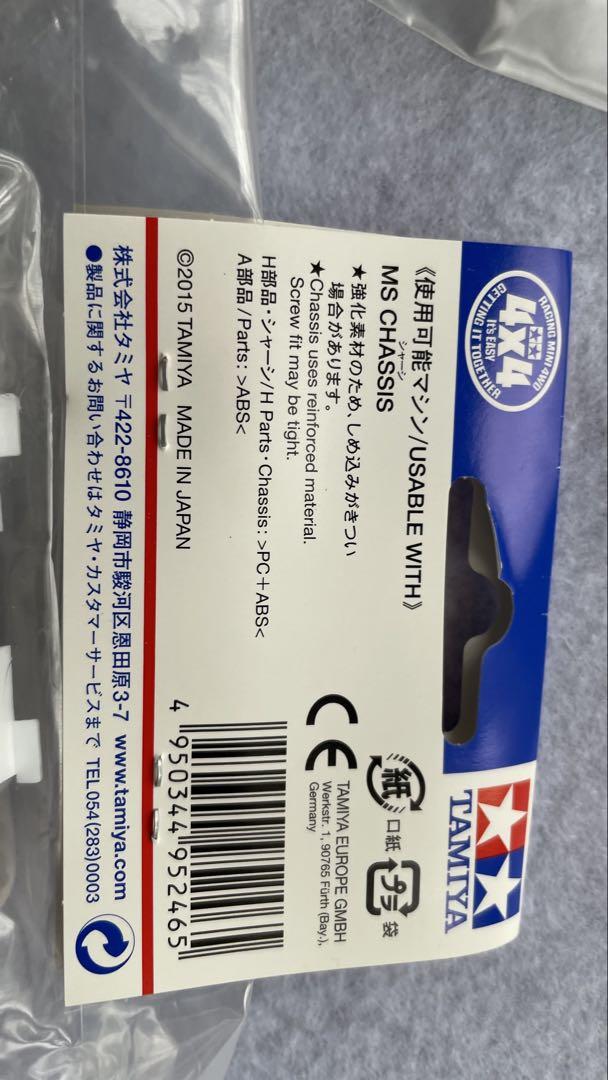 RACING MINI 4WD
4x4
It's EASY
GETTING IT TOGETHER
TAMIYA
《使用可能マシン/USABLE WITH》
シャーシ
MS CHASSIS
★強化素材のため、しめ込みがきつい
場合があります。
★Chassis uses reinforced material.
Screw fit may be tight.
H部品・シャーシ/H Parts・Chassis: >PC+ABS<
A部品/Parts: >ABS<
©2015 TAMIYA MADE IN JAPAN
紙
口紙
プラ
袋
CE
TAMIYA EUROPE GMBH
Werkstr. 1, 90765 Fürth (Bay.),
Germany
4 950344 952465
株式会社タミヤ 〒422-8610 静岡市駿河区恩田原3-7 www.tamiya.com
●製品に関するお問い合わせはタミヤ・カスタマーサービスまで TEL054(283)0003